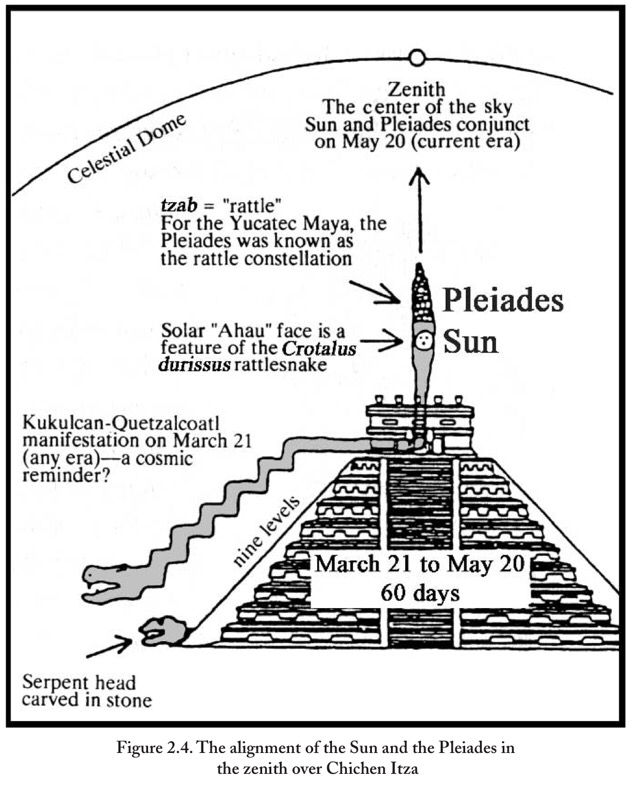 Zenith
The center of the sky
Sun and Pleiades conjunct
on May 20 (current era)
Celestial Dome
tzab = "rattle"
For the Yucatec Maya, the
Pleiades was known as
the rattle constellation
Pleiades
Solar "Ahau" face is a
feature of the Crotalus
durissus rattlesnake
Sun
Kukulcan-Quetzalcoatl
manifestation on March 21
(any era)—a cosmic
reminder?
nine levels
March 21 to May 20
60 days
Serpent head
carved in stone
Figure 2.4. The alignment of the Sun and the Pleiades in
the zenith over Chichen Itza